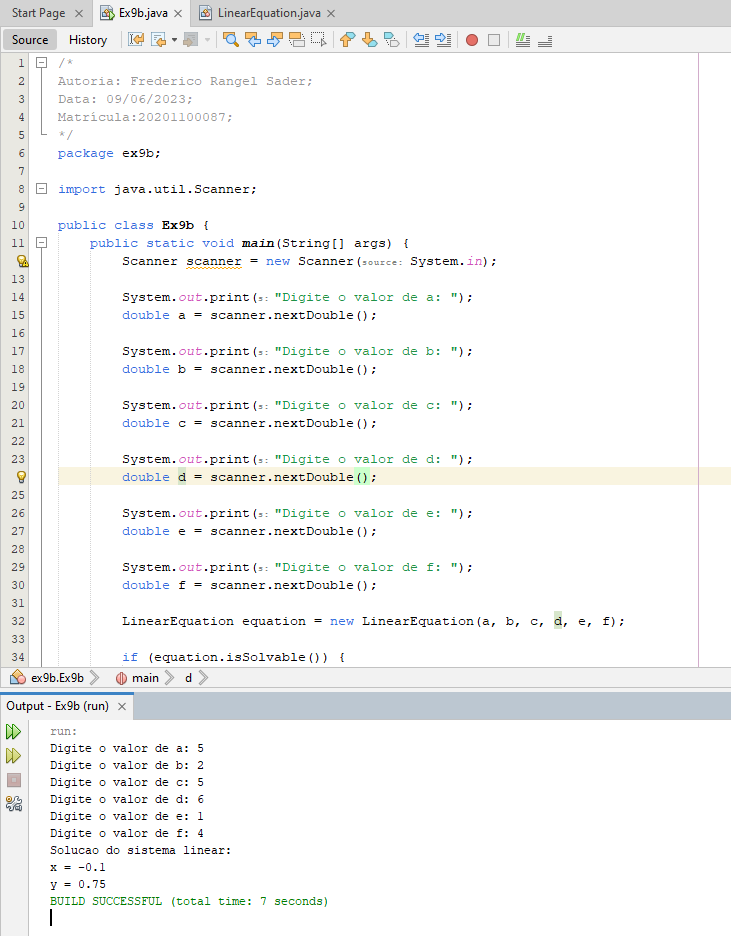 Start Page Ex9b.java LinearEquation.java
Source History
1 /*
2 Autoria: Frederico Rangel Sader;
3 Data: 09/06/2023;
4 Matrícula:20201100087;
5 */
6 package ex9b;
7
8 import java.util.Scanner;
9
10 public class Ex9b {
11 public static void main(String[] args) {
Scanner scanner = new Scanner(source: System.in);
13
14 System.out.print(s: "Digite o valor de a: ");
15 double a = scanner.nextDouble();
16
17 System.out.print(s: "Digite o valor de b: ");
18 double b = scanner.nextDouble();
19
20 System.out.print(s: "Digite o valor de c: ");
21 double c = scanner.nextDouble();
22
23 System.out.print(s: "Digite o valor de d: ");
double d = scanner.nextDouble();
25
26 System.out.print(s: "Digite o valor de e: ");
27 double e = scanner.nextDouble();
28
29 System.out.print(s: "Digite o valor de f: ");
30 double f = scanner.nextDouble();
31
32 LinearEquation equation = new LinearEquation(a, b, c, d, e, f);
33
34 if (equation.isSolvable()) {
ex9b.Ex9b main d
Output - Ex9b (run)
run:
Digite o valor de a: 5
Digite o valor de b: 2
Digite o valor de c: 5
Digite o valor de d: 6
Digite o valor de e: 1
Digite o valor de f: 4
Solucao do sistema linear:
x = -0.1
y = 0.75
BUILD SUCCESSFUL (total time: 7 seconds)